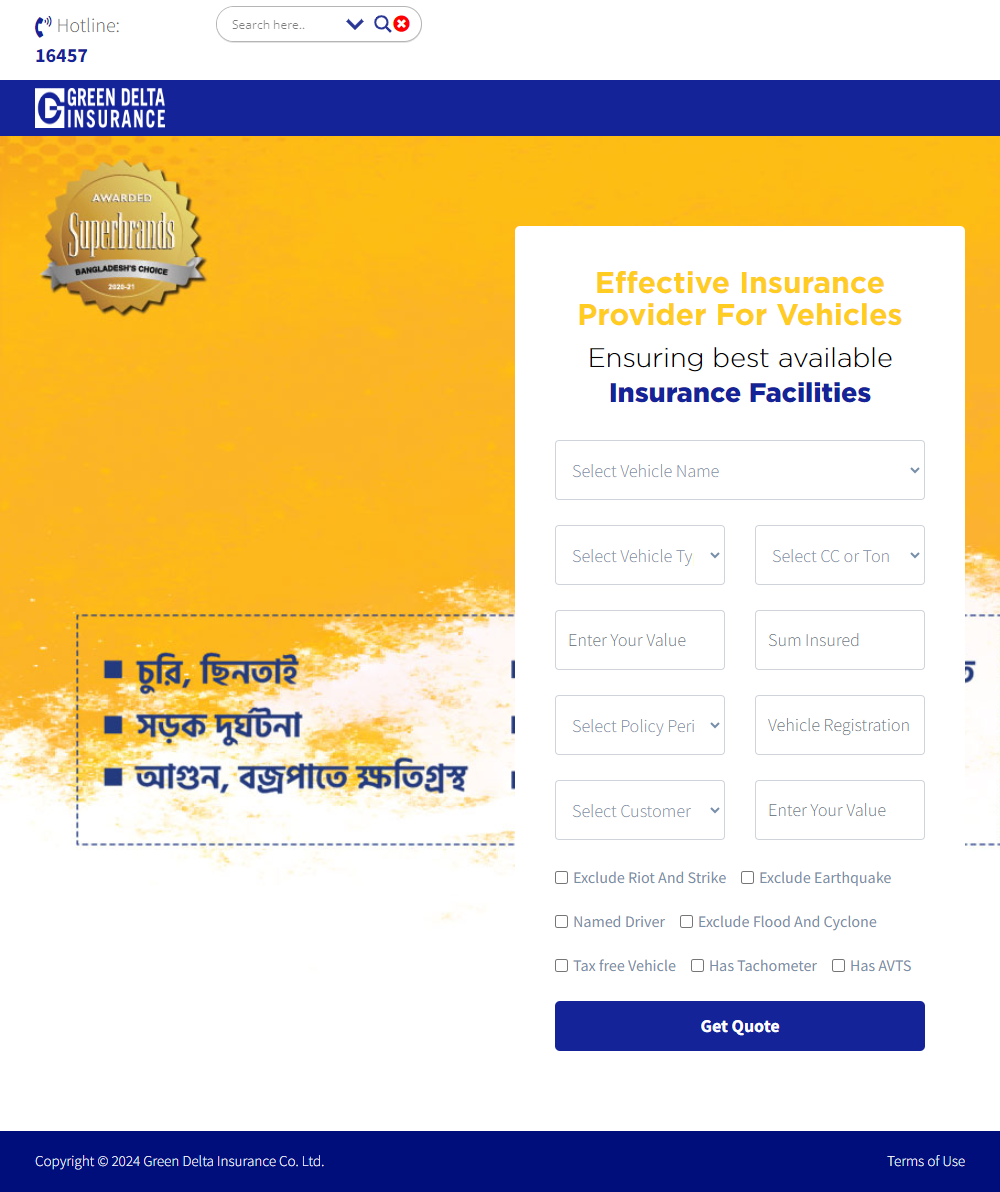 Hotline:
16457
Search here..
GREEN DELTA
INSURANCE
AWARDED
Superbrands
BANGLADESH'S CHOICE
2020-21
চুরি, ছিনতাই
সড়ক দুর্ঘটনা
আগুন, বজ্রপাতে ক্ষতিগ্রস্থ
Effective Insurance
Provider For Vehicles
Ensuring best available
Insurance Facilities
Select Vehicle Name
Select Vehicle Ty
Select CC or Ton
Enter Your Value
Sum Insured
Select Policy Peri
Vehicle Registration
Select Customer
Enter Your Value
Exclude Riot And Strike
Exclude Earthquake
Named Driver
Exclude Flood And Cyclone
Tax free Vehicle
Has Tachometer
Has AVTS
Get Quote
Copyright © 2024 Green Delta Insurance Co. Ltd.
Terms of Use